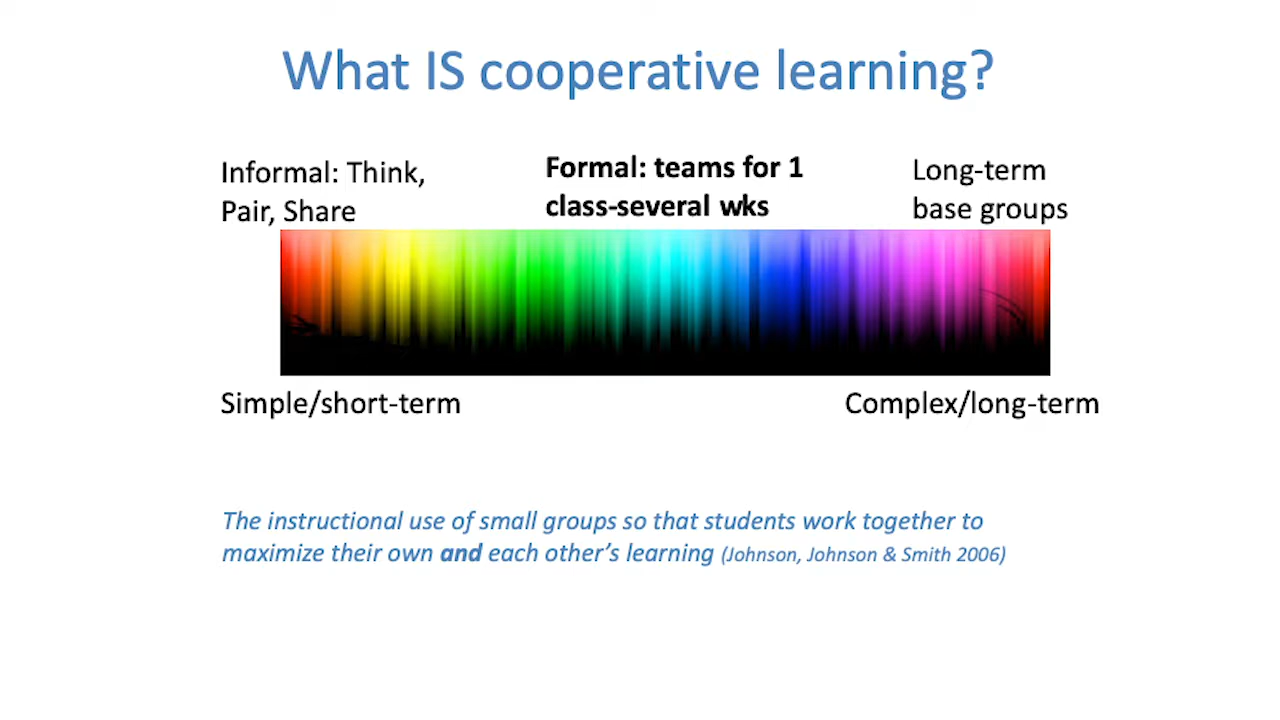 What IS cooperative learning?
Informal: Think,
Pair, Share
Formal: teams for 1
class-several wks
Long-term
base groups
Simple/short-term
Complex/long-term
The instructional use of small groups so that students work together to
maximize their own and each other’s learning (Johnson, Johnson & Smith 2006)